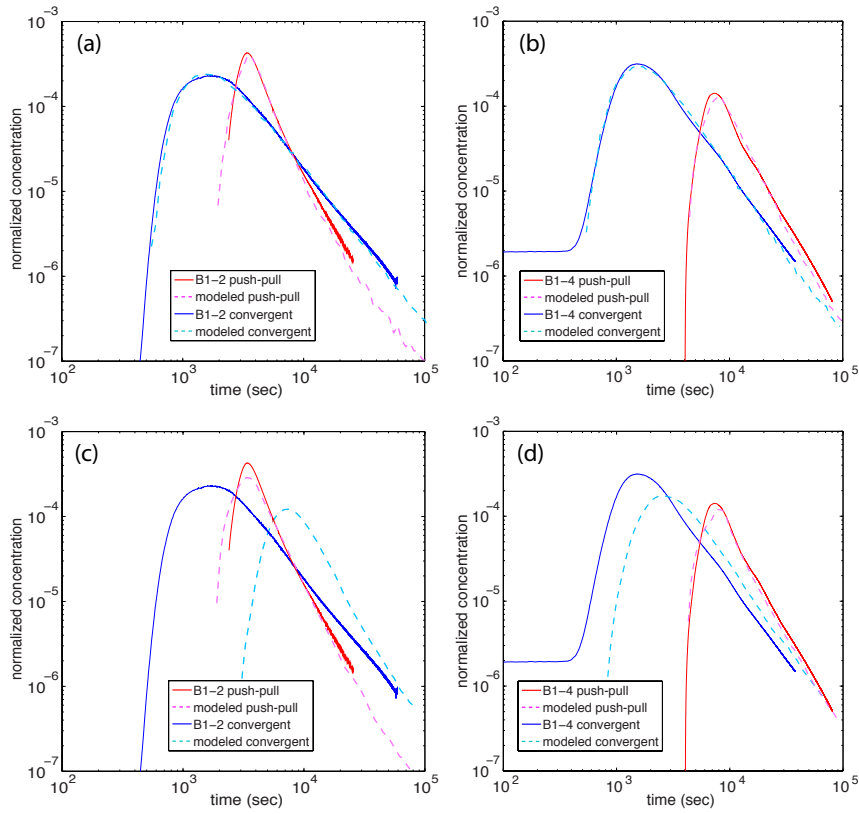 (a)
normalized concentration
10^-3
10^-4
10^-5
10^-6
10^-7
B1-2 push-pull
modeled push-pull
B1-2 convergent
modeled convergent
10^2 10^3 10^4 10^5
time (sec)
(b)
normalized concentration
10^-3
10^-4
10^-5
10^-6
10^-7
B1-4 push-pull
modeled push-pull
B1-4 convergent
modeled convergent
10^2 10^3 10^4 10^5
time (sec)
(c)
normalized concentration
10^-3
10^-4
10^-5
10^-6
10^-7
B1-2 push-pull
modeled push-pull
B1-2 convergent
modeled convergent
10^2 10^3 10^4 10^5
time (sec)
(d)
normalized concentration
10^-3
10^-4
10^-5
10^-6
10^-7
B1-4 push-pull
modeled push-pull
B1-4 convergent
modeled convergent
10^2 10^3 10^4 10^5
time (sec)